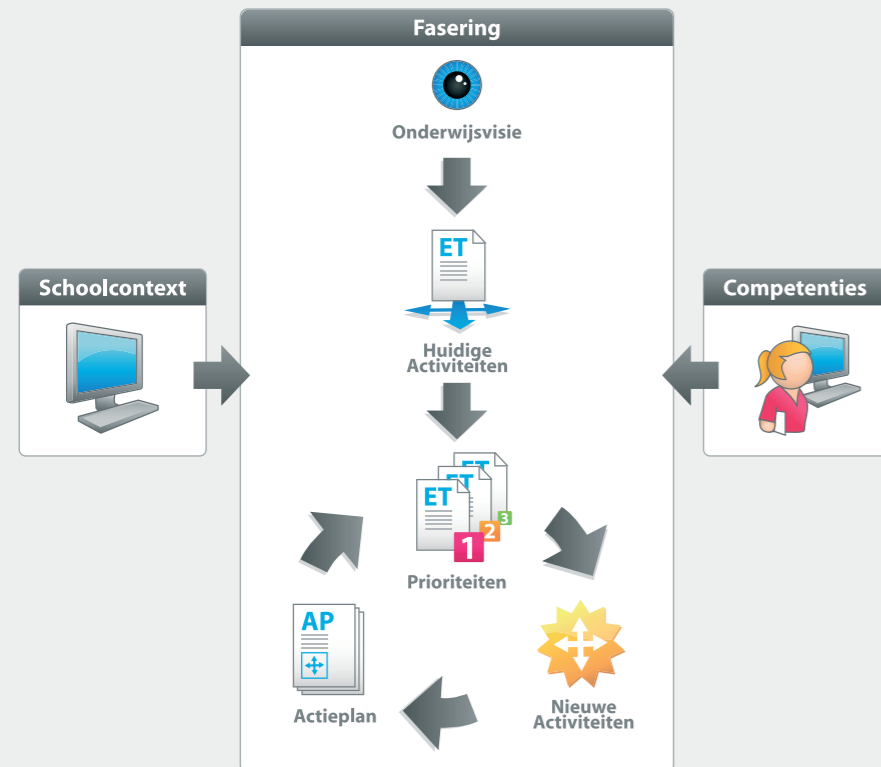 Fasering
Onderwijsvisie
ET
Schoolcontext
Competenties
Huidige
Activiteiten
ET
ET
ET
1
2
3
Prioriteiten
AP
Actieplan
Nieuwe
Activiteiten